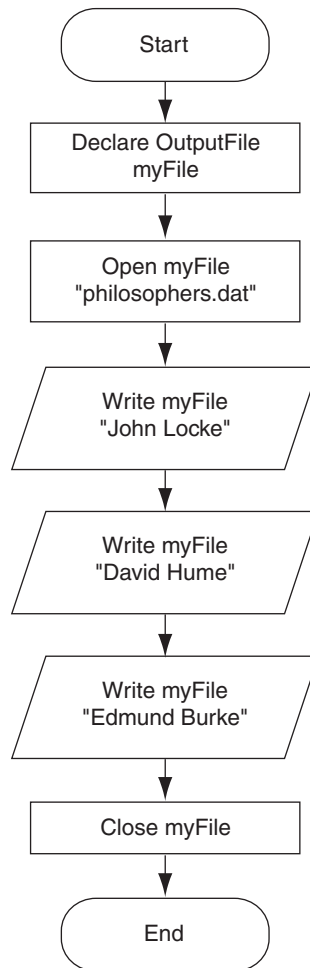 Start
Declare OutputFile
myFile
Open myFile
"philosophers.dat"
Write myFile
"John Locke"
Write myFile
"David Hume"
Write myFile
"Edmund Burke"
Close myFile
End